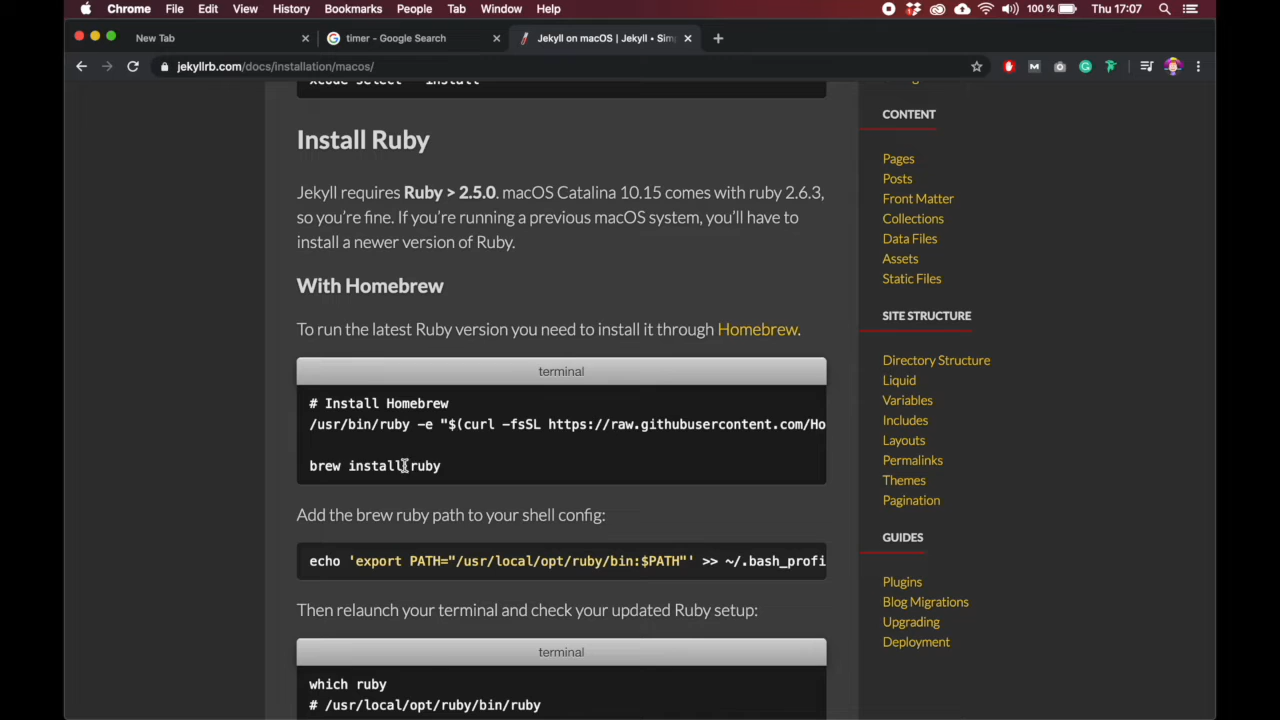 Chrome File Edit View History Bookmarks People Tab Window Help 100 % Thu 17:07
New Tab timer - Google Search Jekyll on macOS | Jekyll • Sim
jekyllrb.com/docs/installation/macos/
Install Ruby
Jekyll requires Ruby > 2.5.0. macOS Catalina 10.15 comes with ruby 2.6.3,
so you're fine. If you're running a previous macOS system, you'll have to
install a newer version of Ruby.
With Homebrew
To run the latest Ruby version you need to install it through Homebrew.
terminal
# Install Homebrew
/usr/bin/ruby -e "$(curl -fsSL https://raw.githubusercontent.com/Ho
brew install ruby
Add the brew ruby path to your shell config:
echo 'export PATH="/usr/local/opt/ruby/bin:$PATH"' >> ~/.bash_profi
Then relaunch your terminal and check your updated Ruby setup:
terminal
which ruby
# /usr/local/opt/ruby/bin/ruby
CONTENT
Pages
Posts
Front Matter
Collections
Data Files
Assets
Static Files
SITE STRUCTURE
Directory Structure
Liquid
Variables
Includes
Layouts
Permalinks
Themes
Pagination
GUIDES
Plugins
Blog Migrations
Upgrading
Deployment